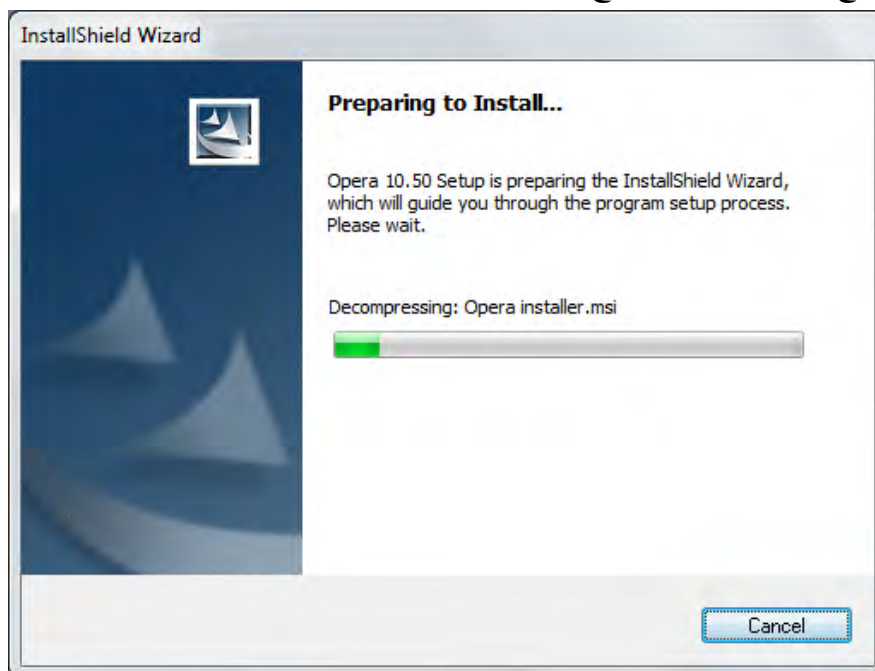 InstallShield Wizard
Preparing to Install...
Opera 10.50 Setup is preparing the InstallShield Wizard,
which will guide you through the program setup process.
Please wait.
Decompressing: Opera installer.msi
Cancel